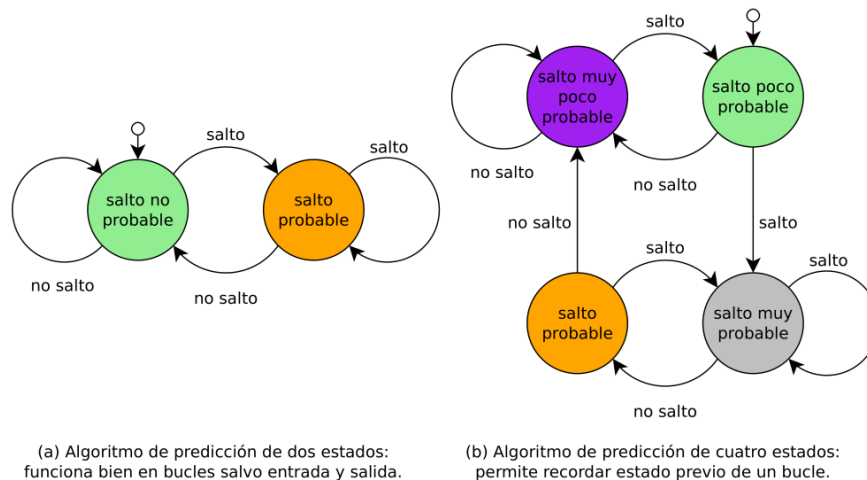 salto no
probable
salto
probable
salto
salto
no salto
no salto
(a) Algoritmo de predicción de dos estados:
funciona bien en bucles salvo entrada y salida.
salto muy
poco
probable
salto poco
probable
salto
no salto
no salto
no salto
salto
salto
probable
salto muy
probable
salto
salto
no salto
(b) Algoritmo de predicción de cuatro estados:
permite recordar estado previo de un bucle.